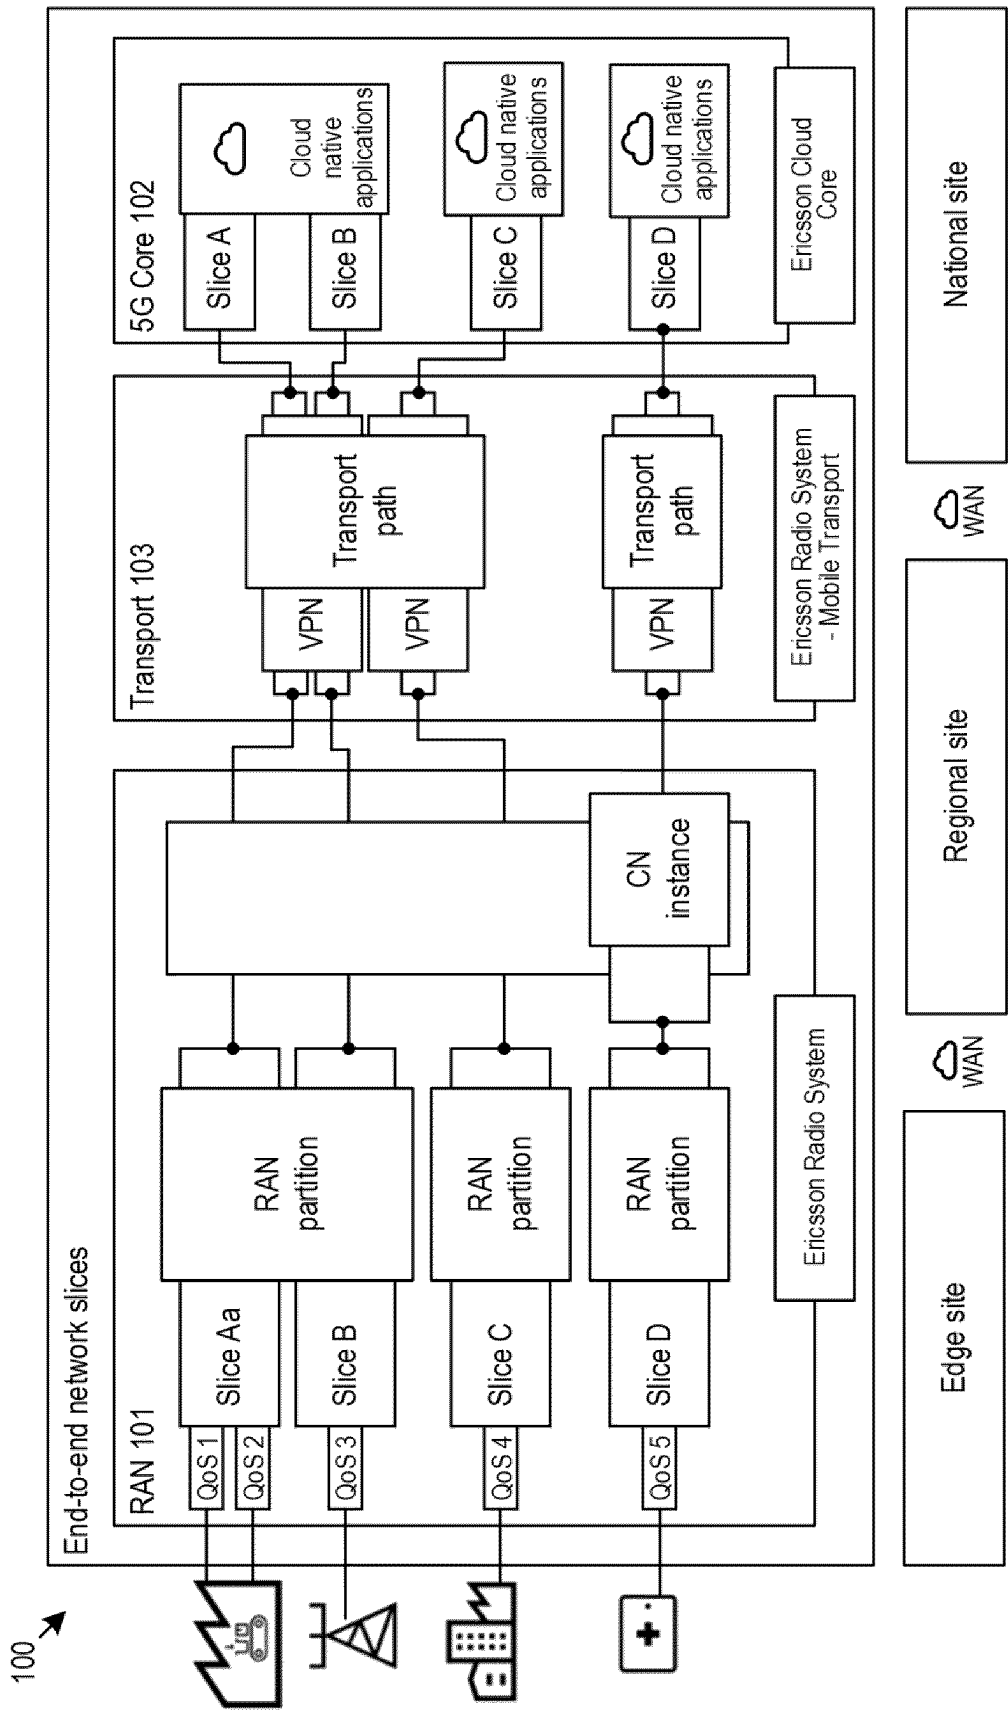 100
End-to-end network slices
RAN 101
QoS 1
QoS 2
QoS 3
QoS 4
QoS 5
Slice Aa
Slice B
Slice C
Slice D
RAN
partition
RAN
partition
RAN
partition
CN
instance
Ericsson Radio System
Transport 103
VPN
VPN
VPN
Transport
path
Transport
path
Ericsson Radio System
- Mobile Transport
5G Core 102
Slice A
Slice B
Slice C
Slice D
Cloud
native
applications
Cloud native
applications
Cloud native
applications
Ericsson Cloud
Core
Edge site
WAN
Regional site
WAN
National site